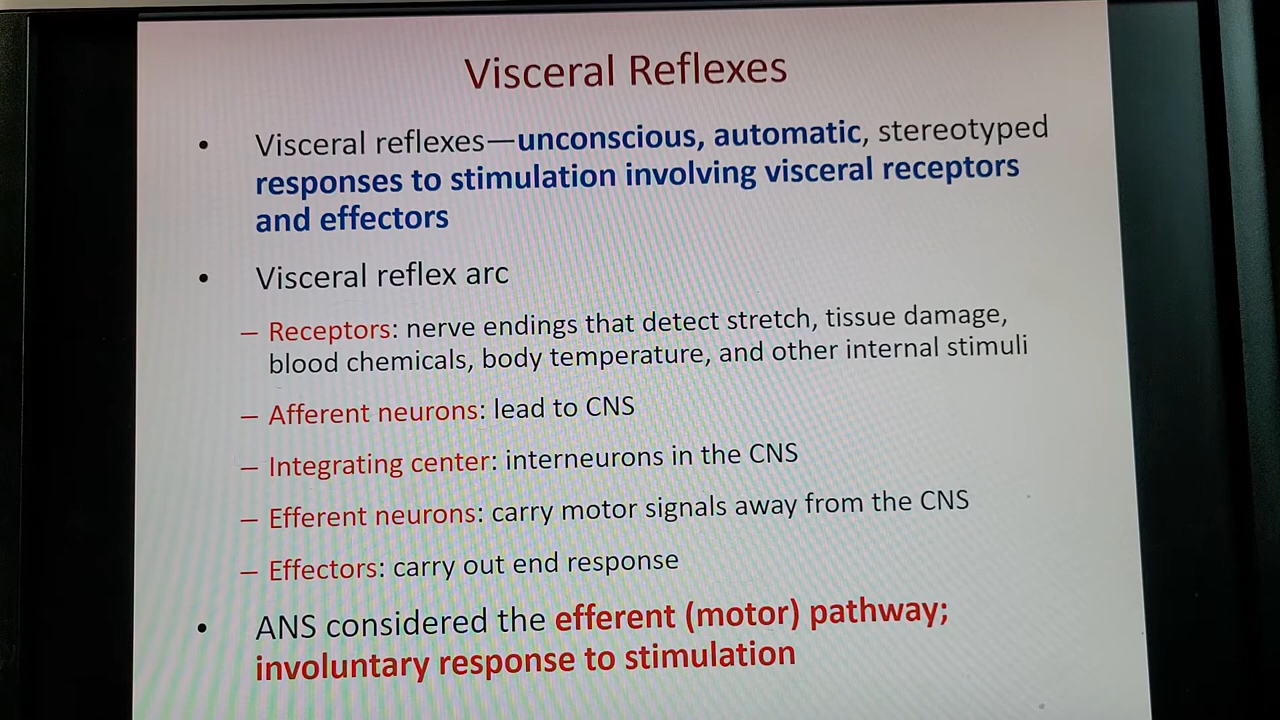 Visceral Reflexes
• Visceral reflexes—unconscious, automatic, stereotyped
responses to stimulation involving visceral receptors
and effectors
• Visceral reflex arc
– Receptors: nerve endings that detect stretch, tissue damage,
blood chemicals, body temperature, and other internal stimuli
– Afferent neurons: lead to CNS
– Integrating center: interneurons in the CNS
– Efferent neurons: carry motor signals away from the CNS
– Effectors: carry out end response
• ANS considered the efferent (motor) pathway;
involuntary response to stimulation